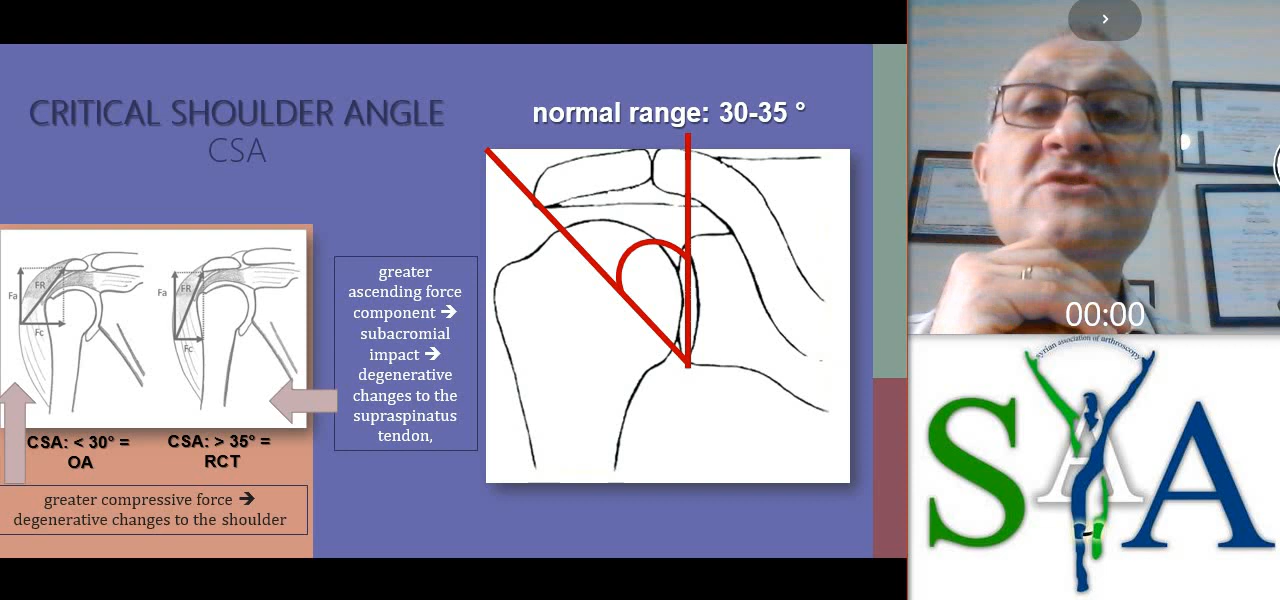 CRITICAL SHOULDER ANGLE
CSA
normal range: 30-35 °
Fa
FR
Fc
Fa
FR
Fc
CSA: < 30° =
OA
CSA: > 35° =
RCT
greater compressive force ➔
degenerative changes to the shoulder
greater
ascending force
component ➔
subacromial
impact ➔
degenerative
changes to the
supraspinatus
tendon,
00:00
syrian association of arthroscopy
SAA